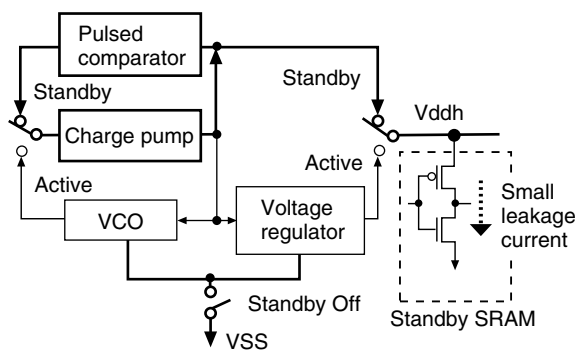 Pulsed
comparator
Standby
Standby
Vddh
Charge pump
Active
Active
VCO
Voltage
regulator
Small
leakage
current
Standby Off
Standby SRAM
VSS